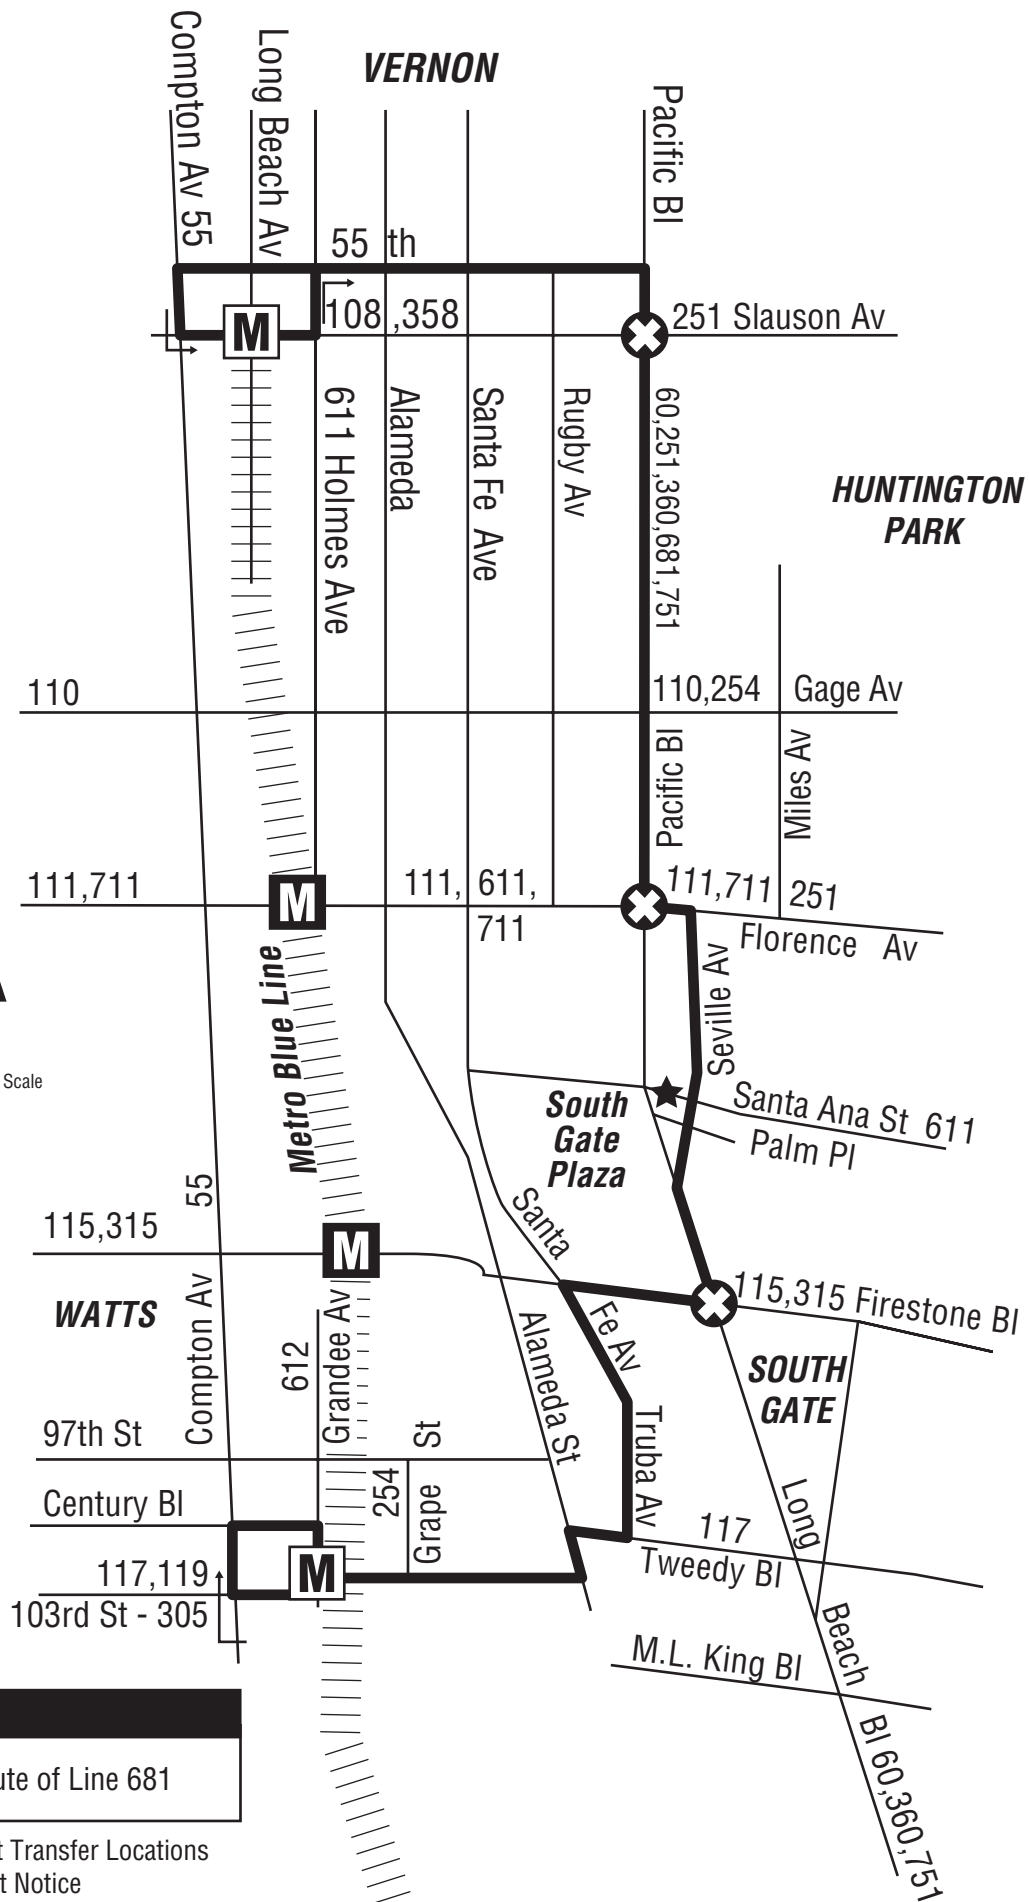 VERNON
Compton Av 55
Long Beach Av
Pacific Bl
55 th
108 ,358
M
251 Slauson Av
611 Holmes Ave
Alameda
Santa Fe Ave
Rugby Av
60,251,360,681,751
HUNTINGTON
PARK
110
110,254
Gage Av
Pacific Bl
Miles Av
111,711
M
111, 611,
711
111,711
251
Florence Av
Metro Blue Line
Seville Av
Scale
South
Gate
Plaza
Santa Ana St 611
Palm Pl
55
115,315
M
Santa
Fe Av
115,315 Firestone Bl
WATTS
Compton Av
612
Grandee Av
Alameda St
SOUTH
GATE
97th St
254
Grape St
Truba Av
Century Bl
117
Tweedy Bl
Long
Beach
Bl 60,360,751
117,119
M
103rd St - 305
M.L. King Bl
ute of Line 681
t Transfer Locations
t Notice